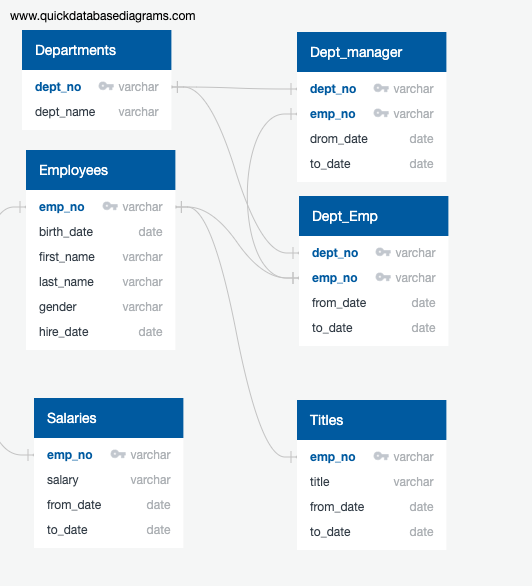 www.quickdatabasediagrams.com
Departments
dept_no varchar
dept_name varchar
Employees
emp_no varchar
birth_date date
first_name varchar
last_name varchar
gender varchar
hire_date date
Salaries
emp_no varchar
salary varchar
from_date date
to_date date
Dept_manager
dept_no varchar
emp_no varchar
drom_date date
to_date date
Dept_Emp
dept_no varchar
emp_no varchar
from_date date
to_date date
Titles
emp_no varchar
title varchar
from_date date
to_date date